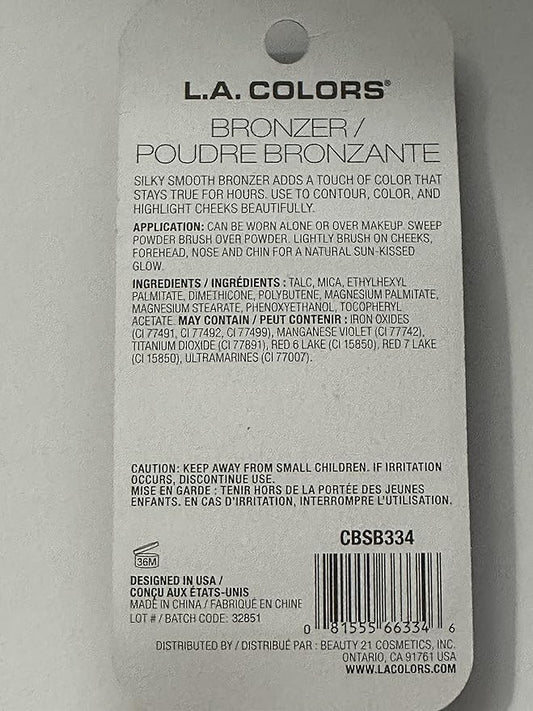 L.A. COLORS®
BRONZER /
POUDRE BRONZANTE
SILKY SMOOTH BRONZER ADDS A TOUCH OF COLOR THAT
STAYS TRUE FOR HOURS. USE TO CONTOUR, COLOR, AND
HIGHLIGHT CHEEKS BEAUTIFULLY.
APPLICATION: CAN BE WORN ALONE OR OVER MAKEUP. SWEEP
POWDER BRUSH OVER POWDER. LIGHTLY BRUSH ON CHEEKS,
FOREHEAD, NOSE AND CHIN FOR A NATURAL SUN-KISSED
GLOW.
INGREDIENTS / INGRÉDIENTS : TALC, MICA, ETHYLHEXYL
PALMITATE, DIMETHICONE, POLYBUTENE, MAGNESIUM PALMITATE,
MAGNESIUM STEARATE, PHENOXYETHANOL, TOCOPHERYL
ACETATE. MAY CONTAIN / PEUT CONTENIR : IRON OXIDES
(CI 77491, CI 77492, CI 77499), MANGANESE VIOLET (CI 77742),
TITANIUM DIOXIDE (CI 77891), RED 6 LAKE (CI 15850), RED 7 LAKE
(CI 15850), ULTRAMARINES (CI 77007).
CAUTION: KEEP AWAY FROM SMALL CHILDREN. IF IRRITATION
OCCURS, DISCONTINUE USE.
MISE EN GARDE : TENIR HORS DE LA PORTÉE DES JEUNES
ENFANTS. EN CAS D'IRRITATION, INTERROMPRE L'UTILISATION.
CBSB334
36M
DESIGNED IN USA /
CONÇU AUX ÉTATS-UNIS
MADE IN CHINA / FABRIQUÉ EN CHINE
LOT # / BATCH CODE: 32851
0 81555 66334 6
DISTRIBUTED BY / DISTRIBUÉ PAR : BEAUTY 21 COSMETICS, INC.
ONTARIO, CA 91761 USA
WWW.LACOLORS.COM